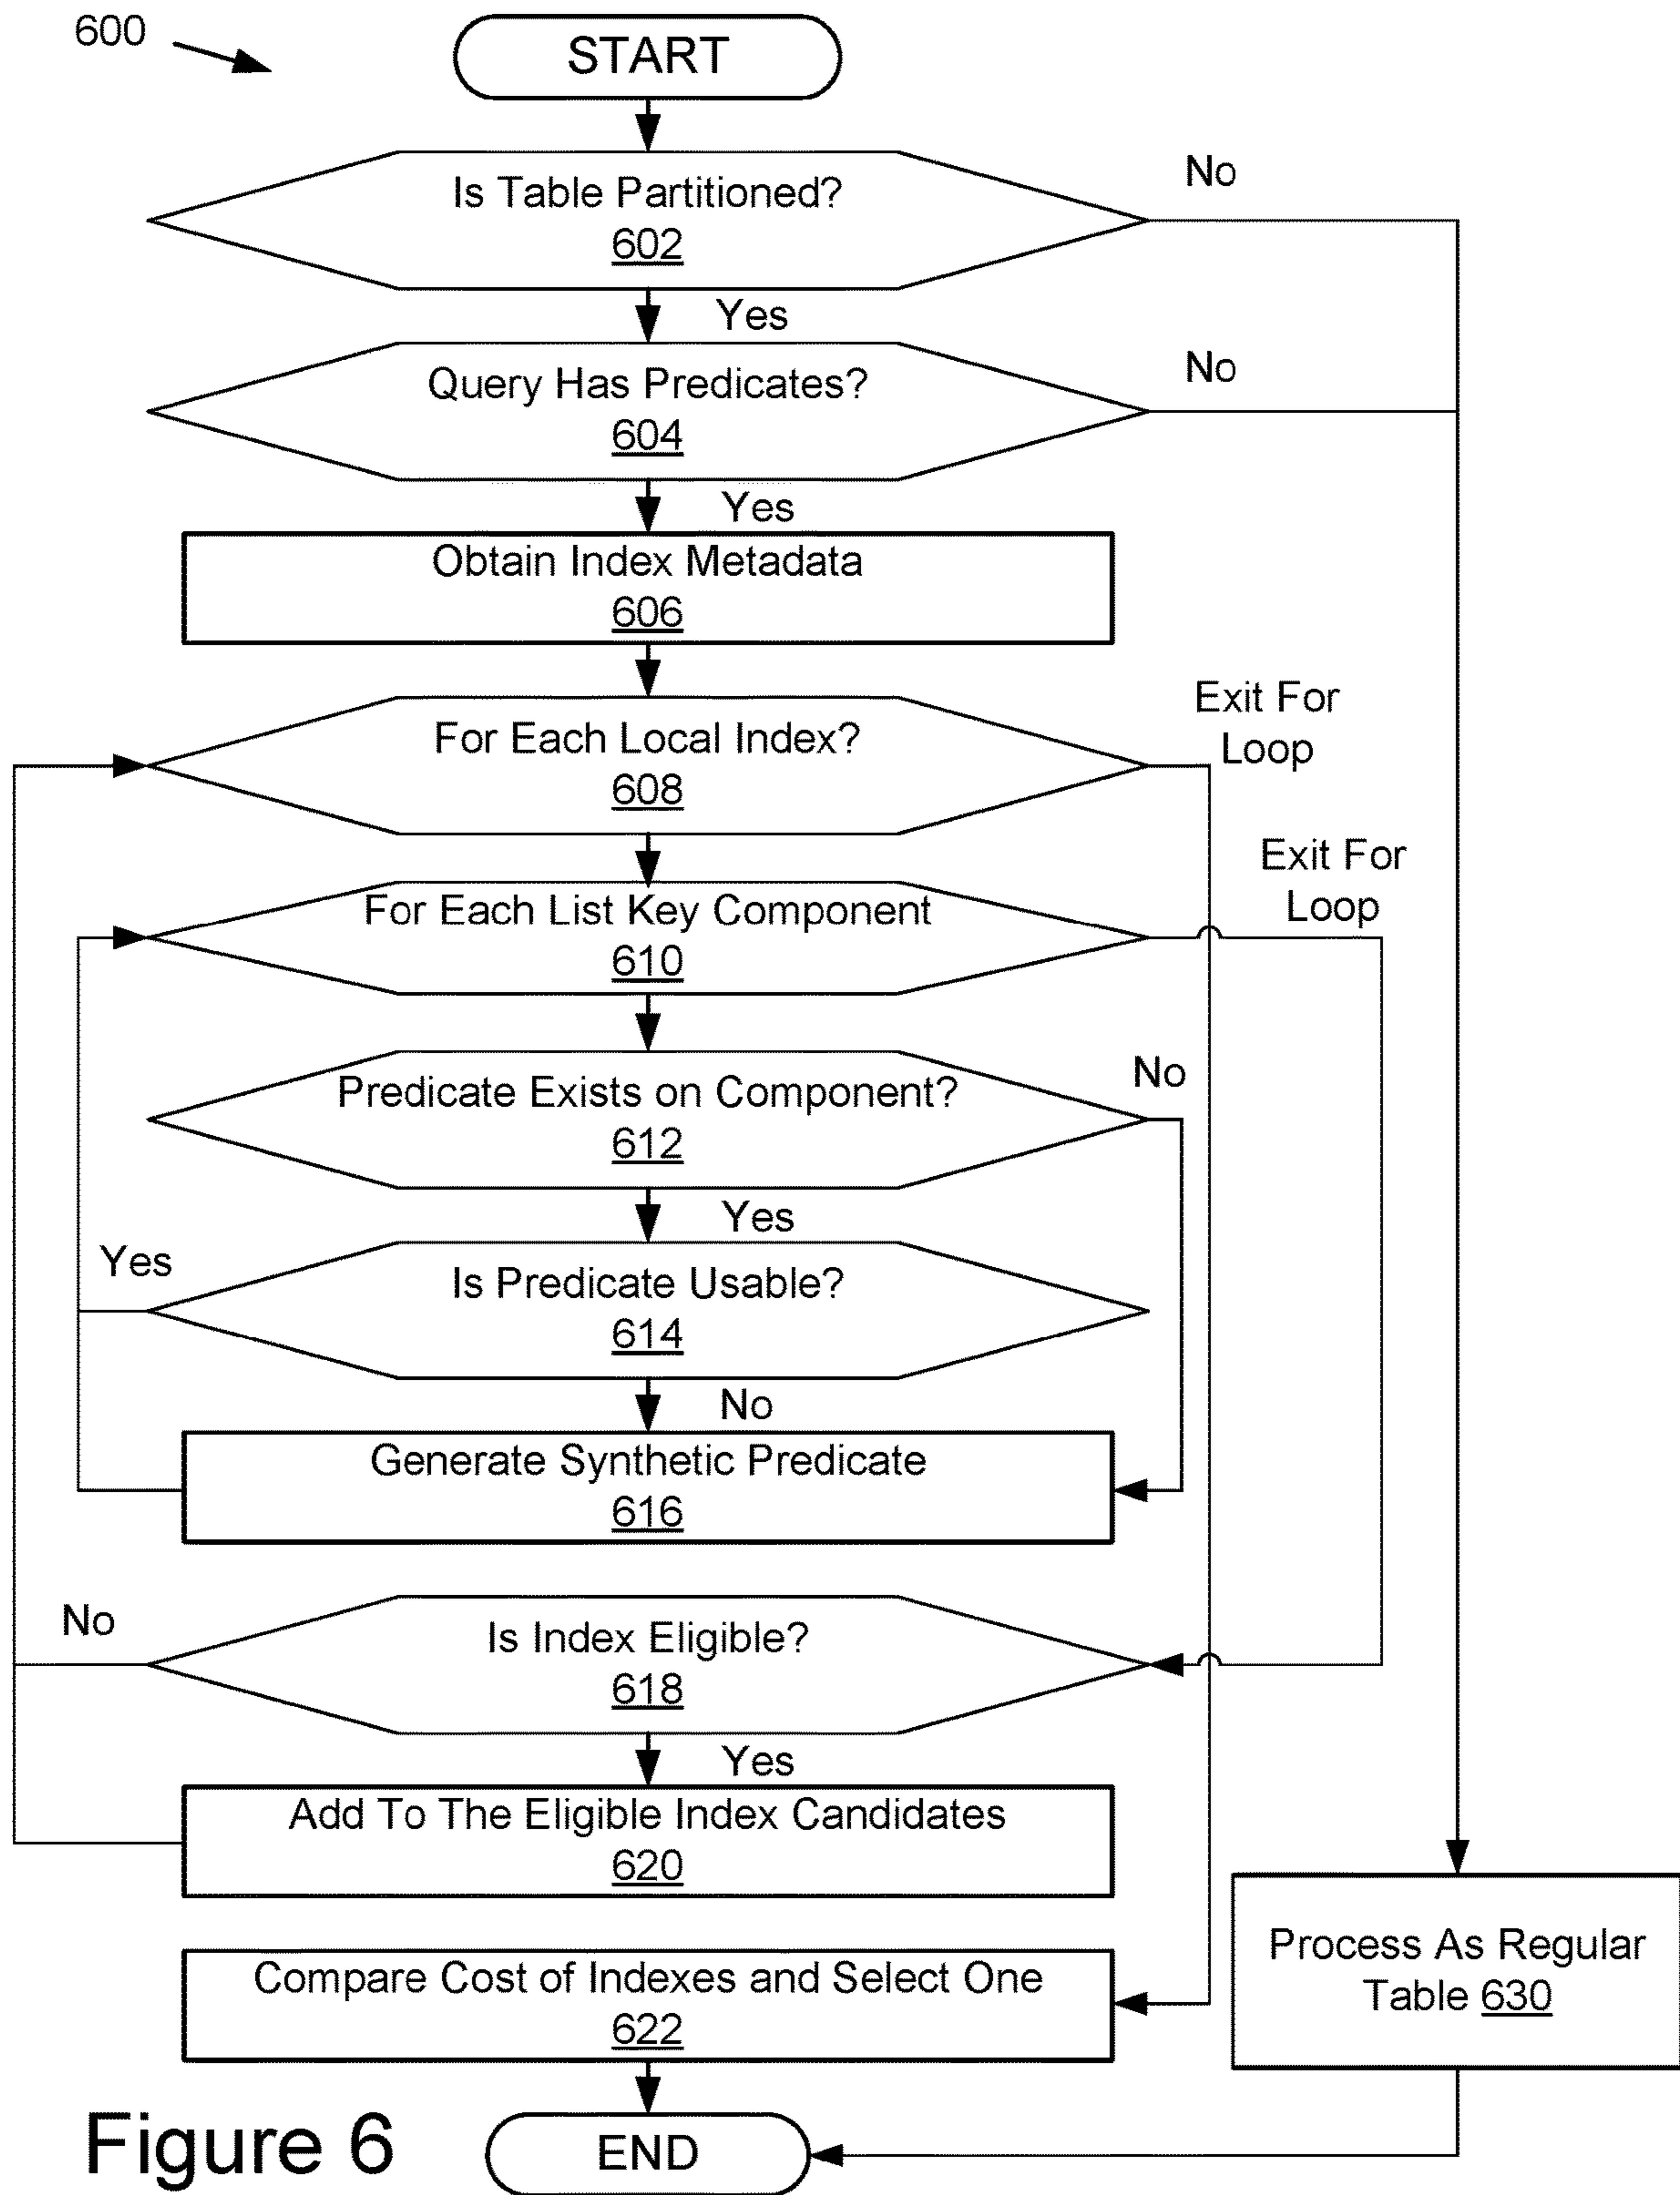 600
START
Is Table Partitioned?
602
No
Yes
Query Has Predicates?
604
No
Yes
Obtain Index Metadata
606
For Each Local Index?
608
Exit For
Loop
For Each List Key Component
610
Exit For
Loop
Predicate Exists on Component?
612
No
Yes
Is Predicate Usable?
614
Yes
No
Generate Synthetic Predicate
616
Is Index Eligible?
618
No
Yes
Add To The Eligible Index Candidates
620
Compare Cost of Indexes and Select One
622
Process As Regular
Table 630
END
Figure 6